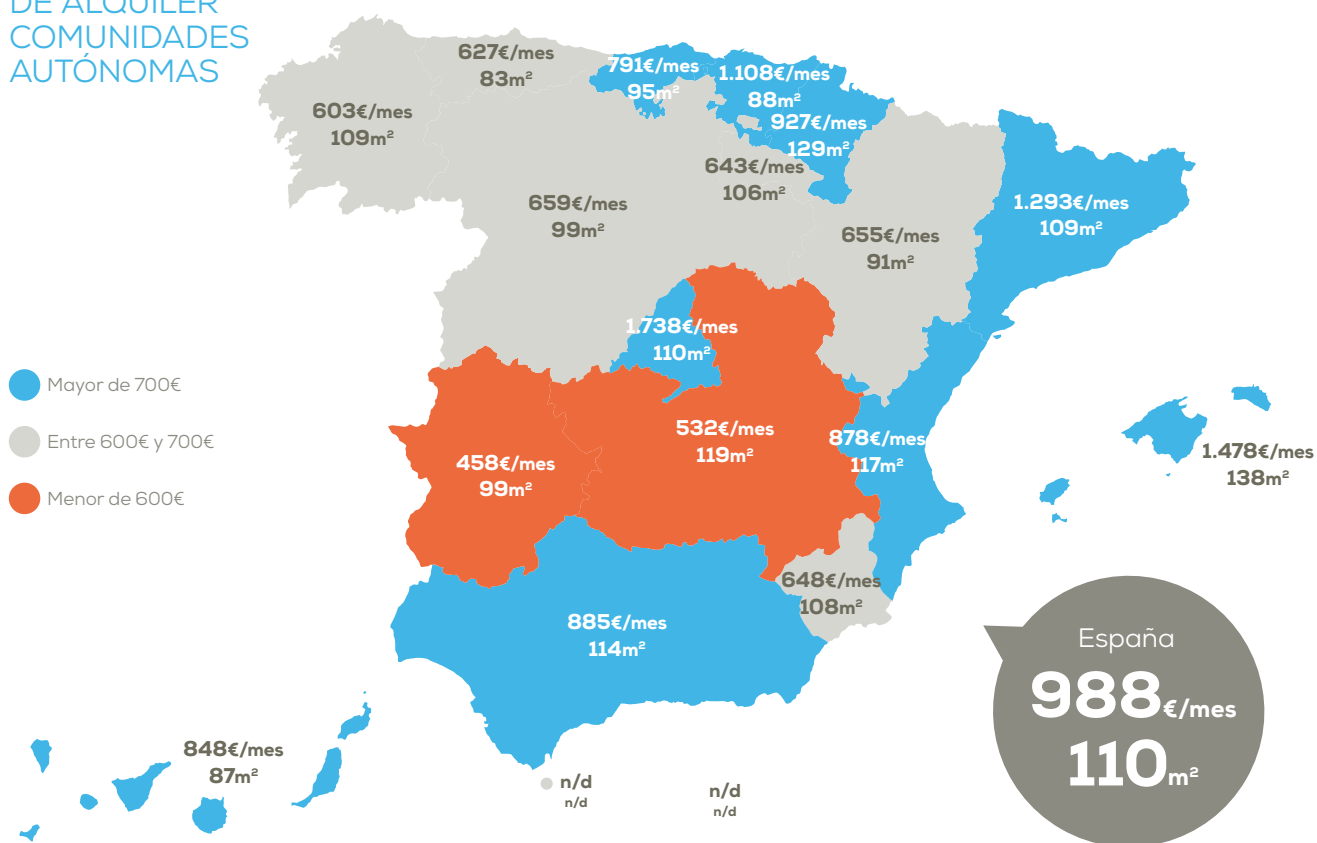 DE ALQUILER
COMUNIDADES
AUTÓNOMAS
627€/mes
83m²
791€/mes
95m²
1.108€/mes
88m²
927€/mes
129m²
603€/mes
109m²
643€/mes
106m²
659€/mes
99m²
655€/mes
91m²
1.293€/mes
109m²
1.738€/mes
110m²
Mayor de 700€
Entre 600€ y 700€
Menor de 600€
532€/mes
119m²
878€/mes
117m²
458€/mes
99m²
1.478€/mes
138m²
648€/mes
108m²
885€/mes
114m²
España
988€/mes
110m²
848€/mes
87m²
n/d
n/d
n/d
n/d